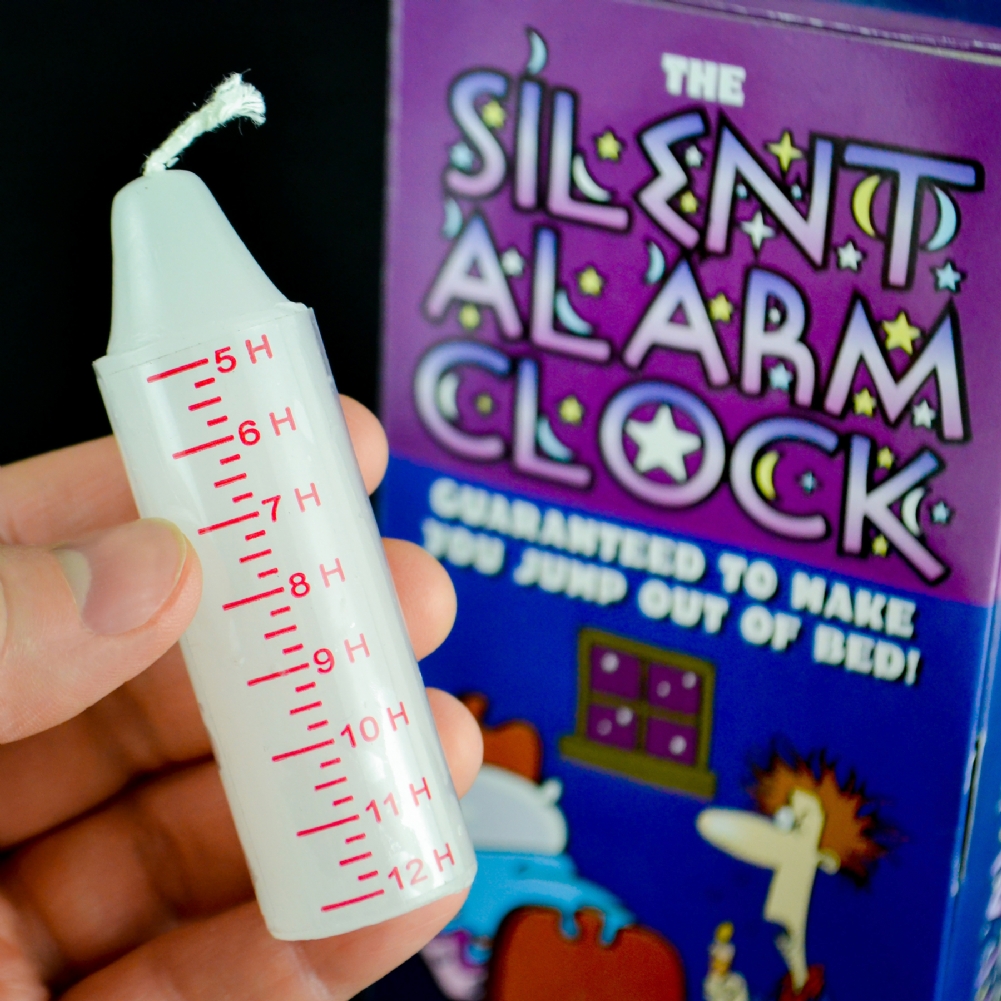 5 H
6 H
7 H
8 H
9 H
10 H
11 H
12 H
THE
SILENT
ALARM
CLOCK
GUARANTEED TO MAKE
YOU JUMP OUT OF BED!